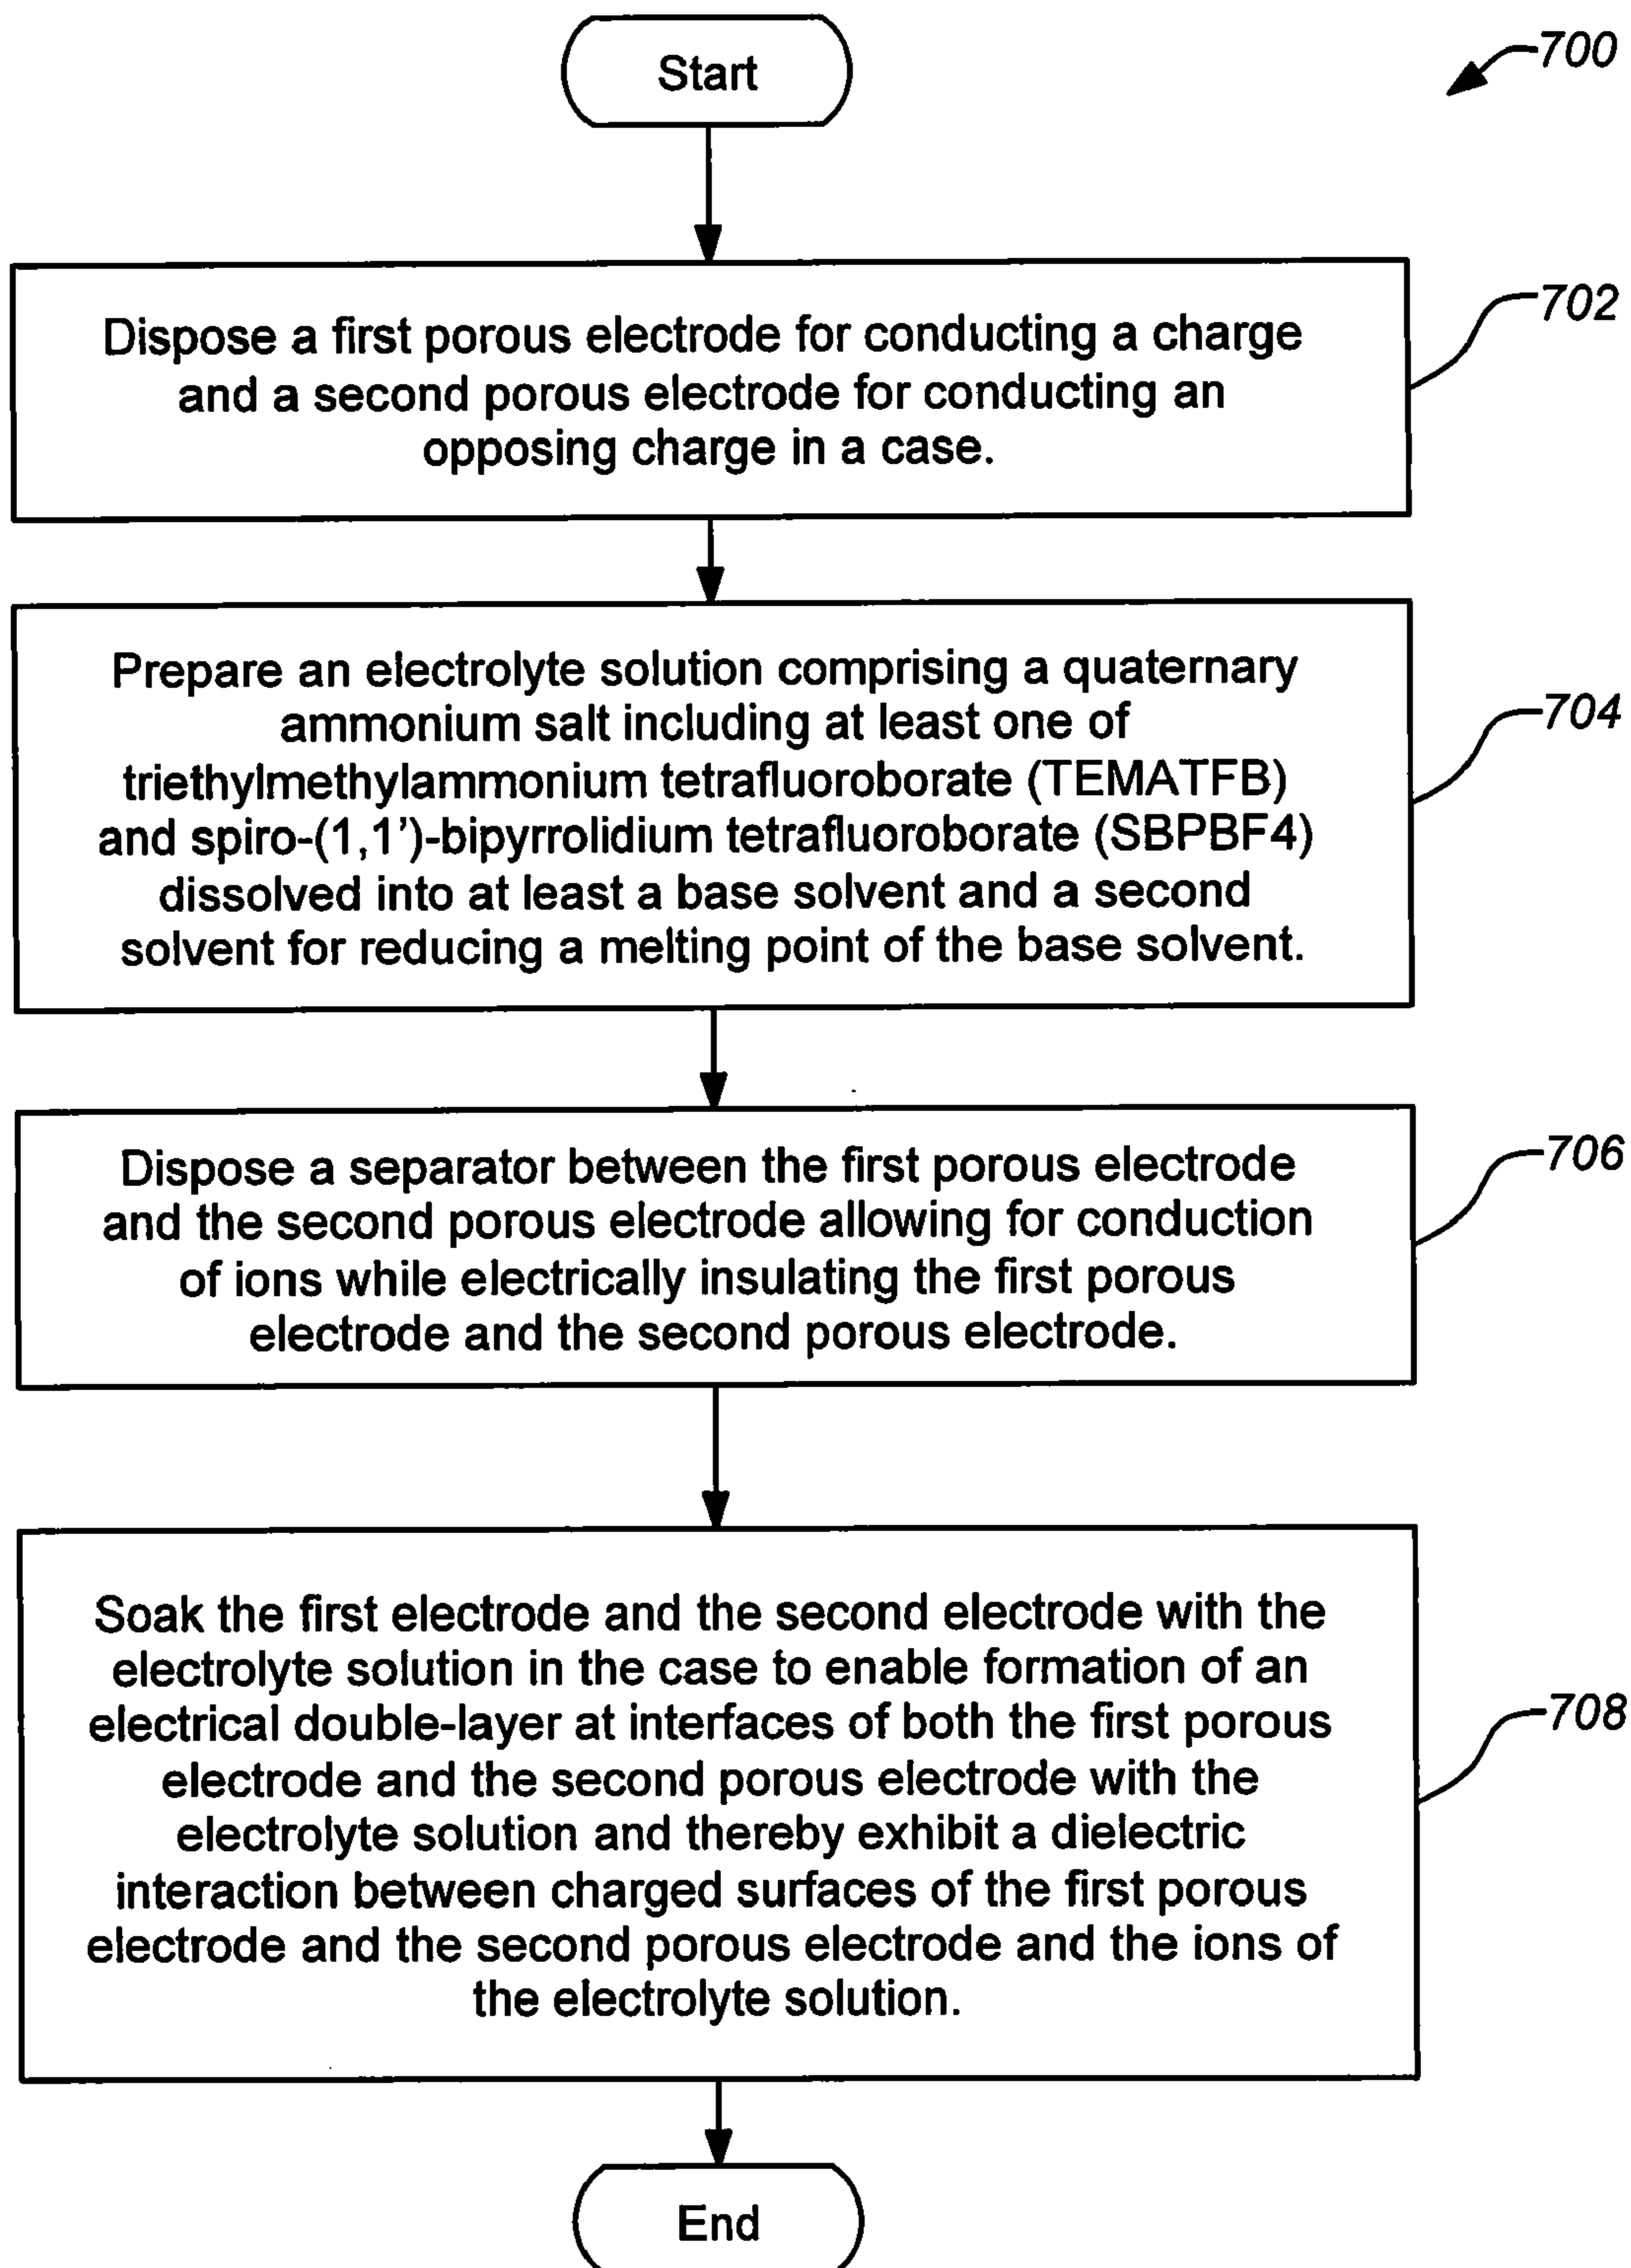 Start
700
Dispose a first porous electrode for conducting a charge
and a second porous electrode for conducting an
opposing charge in a case.
702
Prepare an electrolyte solution comprising a quaternary
ammonium salt including at least one of
triethylmethylammonium tetrafluoroborate (TEMATFB)
and spiro-(1,1')-bipyrrolidium tetrafluoroborate (SBPBF4)
dissolved into at least a base solvent and a second
solvent for reducing a melting point of the base solvent.
704
Dispose a separator between the first porous electrode
and the second porous electrode allowing for conduction
of ions while electrically insulating the first porous
electrode and the second porous electrode.
706
Soak the first electrode and the second electrode with the
electrolyte solution in the case to enable formation of an
electrical double-layer at interfaces of both the first porous
electrode and the second porous electrode with the
electrolyte solution and thereby exhibit a dielectric
interaction between charged surfaces of the first porous
electrode and the second porous electrode and the ions of
the electrolyte solution.
708
End